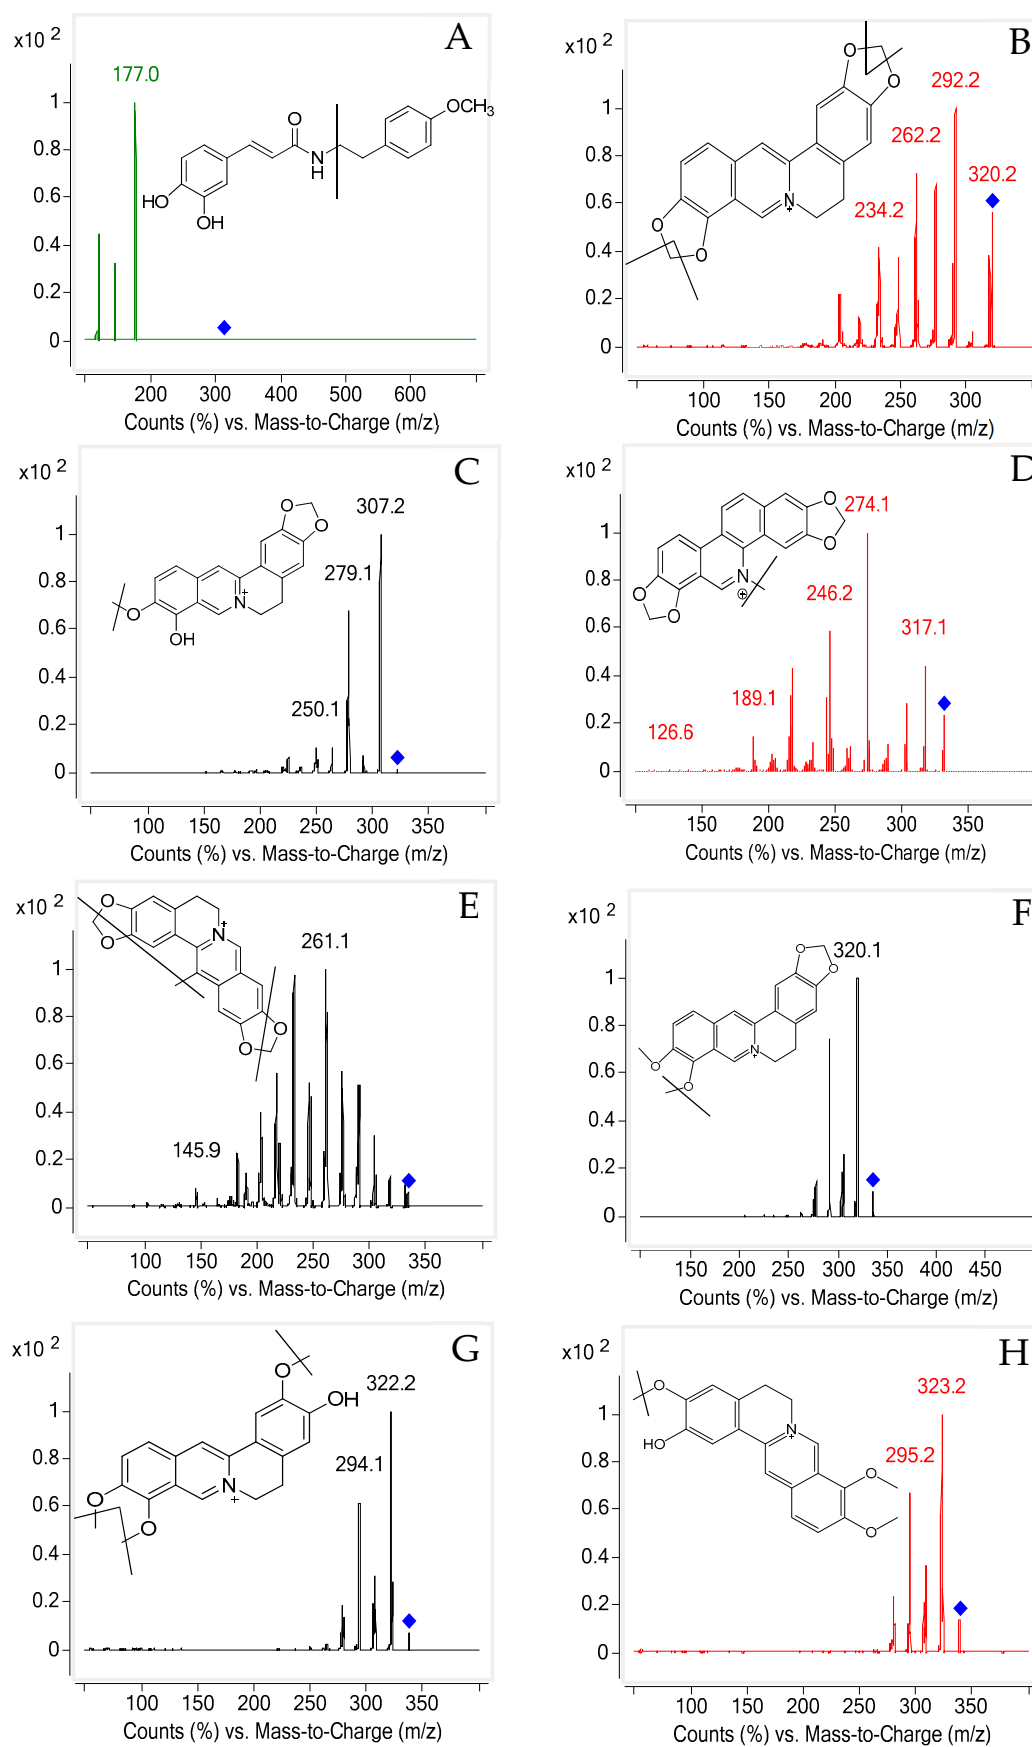 A
x10 2
177.0
1
0.8
0.6
0.4
0.2
0
O
N
H
OCH3
HO
OH
200 300 400 500 600
Counts (%) vs. Mass-to-Charge (m/z)
B
x10 2
292.2
262.2
320.2
234.2
1
0.8
0.6
0.4
0.2
0
O
O
N
+
O
O
100 150 200 250 300
Counts (%) vs. Mass-to-Charge (m/z)
C
x10 2
307.2
279.1
250.1
1
0.8
0.6
0.4
0.2
0
O
O
N
+
O
OH
100 150 200 250 300 350
Counts (%) vs. Mass-to-Charge (m/z)
D
x10 2
274.1
246.2
317.1
189.1
126.6
1
0.8
0.6
0.4
0.2
0
O
O
N
+
O
O
150 200 250 300 350
Counts (%) vs. Mass-to-Charge (m/z)
E
x10 2
261.1
145.9
1
0.8
0.6
0.4
0.2
0
O
O
N
+
O
O
100 150 200 250 300 350
Counts (%) vs. Mass-to-Charge (m/z)
F
x10 2
320.1
1
0.8
0.6
0.4
0.2
0
O
O
N
+
O
O
150 200 250 300 350 400 450
Counts (%) vs. Mass-to-Charge (m/z)
G
x10 2
322.2
294.1
1
0.8
0.6
0.4
0.2
0
O
OH
N
+
O
O
100 150 200 250 300 350
Counts (%) vs. Mass-to-Charge (m/z)
H
x10 2
323.2
295.2
1
0.8
0.6
0.4
0.2
0
O
HO
N
+
O
O
100 150 200 250 300 350
Counts (%) vs. Mass-to-Charge (m/z)